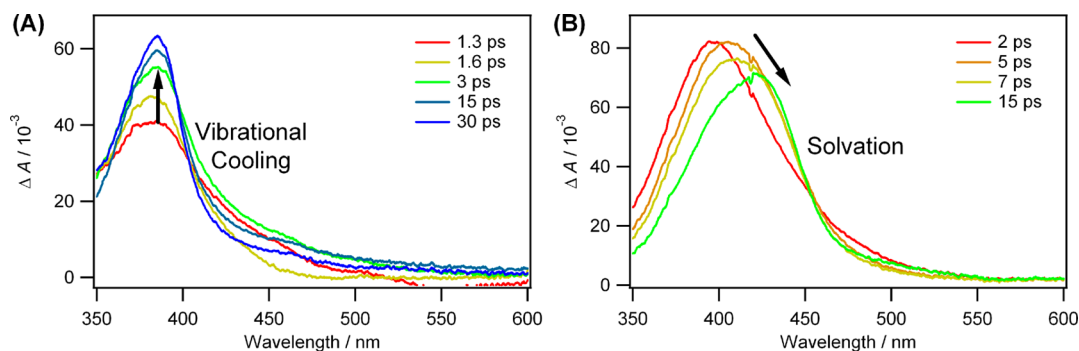 (A)
60
40
20
0
Δ A / 10-3
350
400
450
500
550
600
Wavelength / nm
1.3 ps
1.6 ps
3 ps
15 ps
30 ps
Vibrational
Cooling
(B)
80
60
40
20
0
Δ A / 10-3
350
400
450
500
550
600
Wavelength / nm
2 ps
5 ps
7 ps
15 ps
Solvation